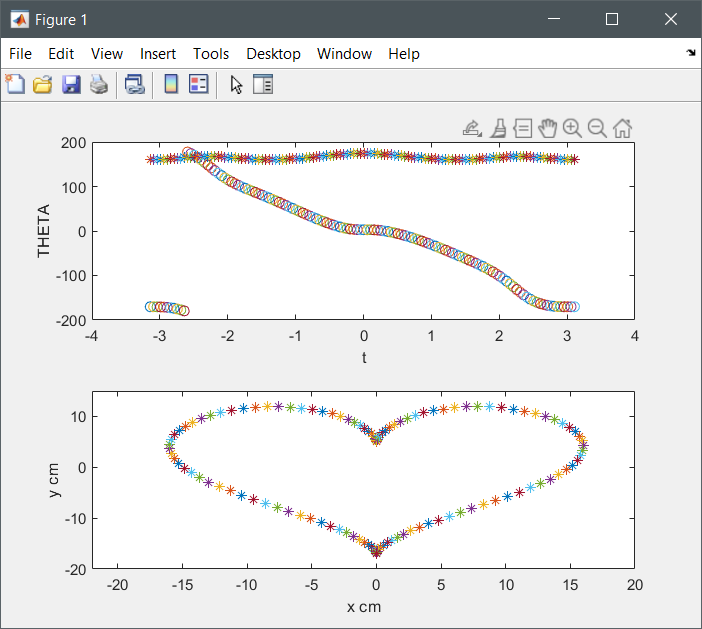 Figure 1
File Edit View Insert Tools Desktop Window Help
200
100
0
-100
-200
THETA
-4 -3 -2 -1 0 1 2 3 4
t
10
0
-10
-20
y cm
-20 -15 -10 -5 0 5 10 15 20
x cm